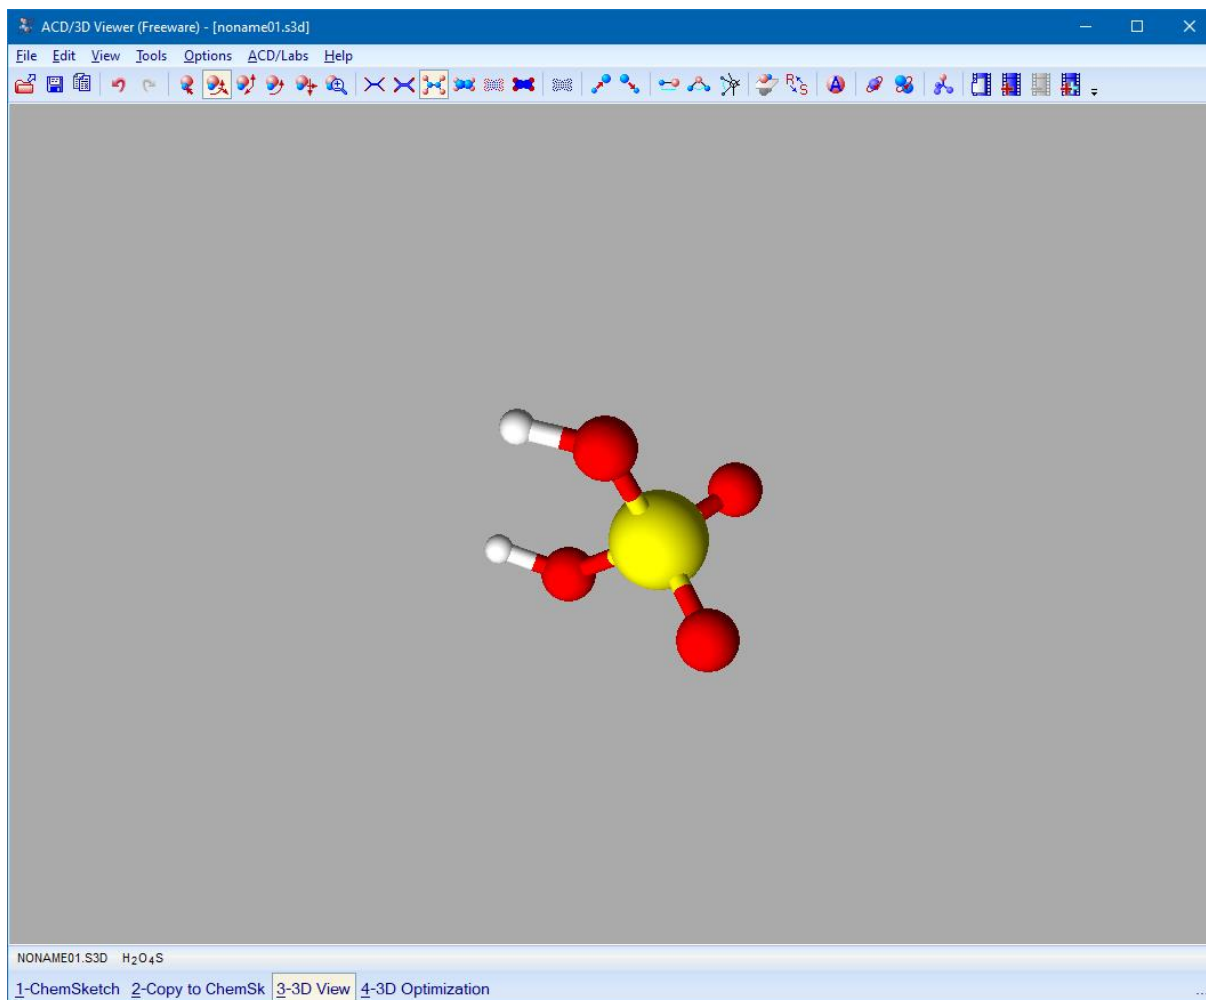 ACD/3D Viewer (Freeware) - [noname01.s3d]
File Edit View Tools Options ACD/Labs Help
NONAME01.S3D H2O4S
1-ChemSketch 2-Copy to ChemSk 3-3D View 4-3D Optimization